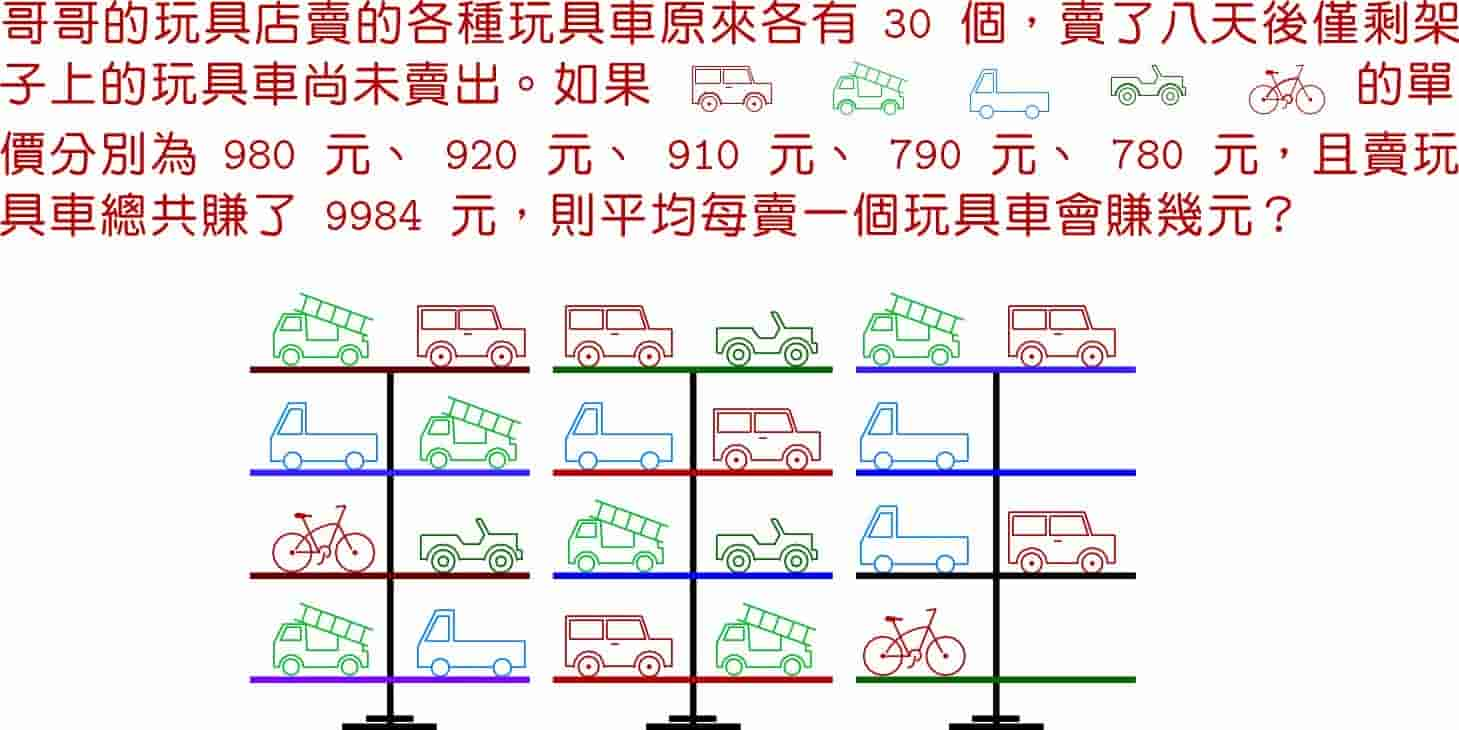 哥哥的玩具店賣的各種玩具車原來各有 30 個，賣了八天後僅剩架
子上的玩具車尚未賣出。如果 的單
價分別為 980 元、 920 元、 910 元、 790 元、 780 元，且賣玩
具車總共賺了 9984 元，則平均每賣一個玩具車會賺幾元？